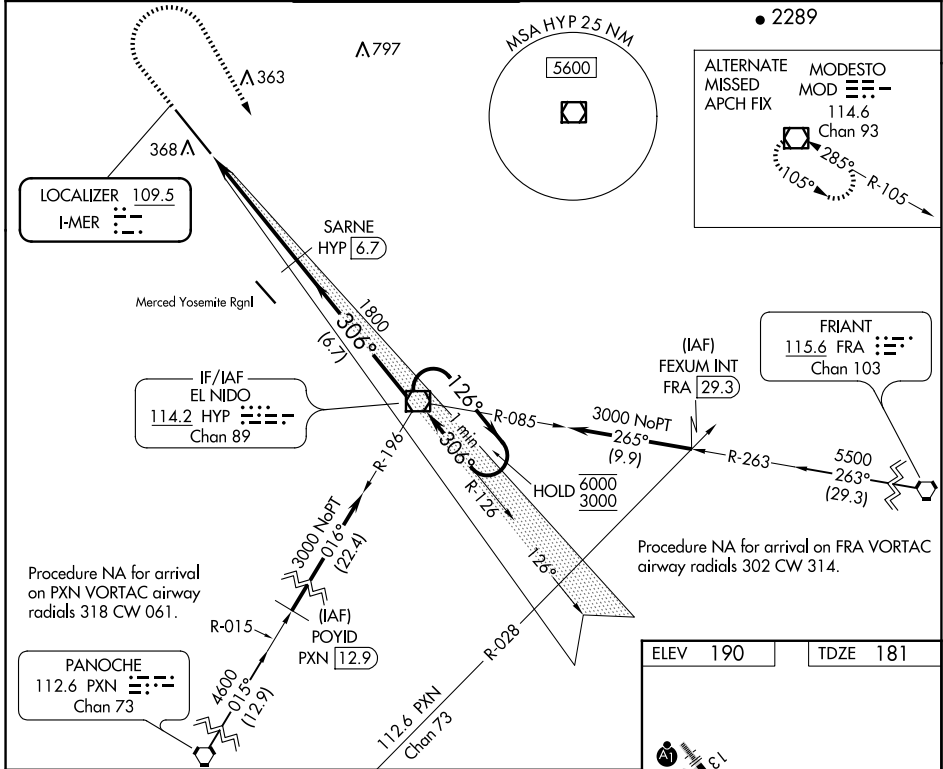 2289
797
363
368
MSA HYP 25 NM
5600
ALTERNATE
MISSED
APCH FIX
MODESTO
MOD
114.6
Chan 93
285°
R-105
105°
LOCALIZER 109.5
I-MER
SARNE
HYP 6.7
Merced Yosemite Rgnl
1800
306°
(6.7)
IF/IAF
EL NIDO
114.2 HYP
Chan 89
126°
1 min
306°
R-126
126°
HOLD 6000
3000
R-085
3000 NoPT
265°
(9.9)
(IAF)
FEXUM INT
FRA 29.3
FRIANT
115.6 FRA
Chan 103
R-263
5500
263°
(29.3)
Procedure NA for arrival on FRA VORTAC
airway radials 302 CW 314.
R-196
3000 NoPT
016°
(22.4)
Procedure NA for arrival
on PXN VORTAC airway
radials 318 CW 061.
R-015
(IAF)
POYID
PXN 12.9
PANOCHE
112.6 PXN
Chan 73
4600
015°
(12.9)
R-028
112.6 PXN
Chan 73
ELEV 190
TDZE 181
A1
13